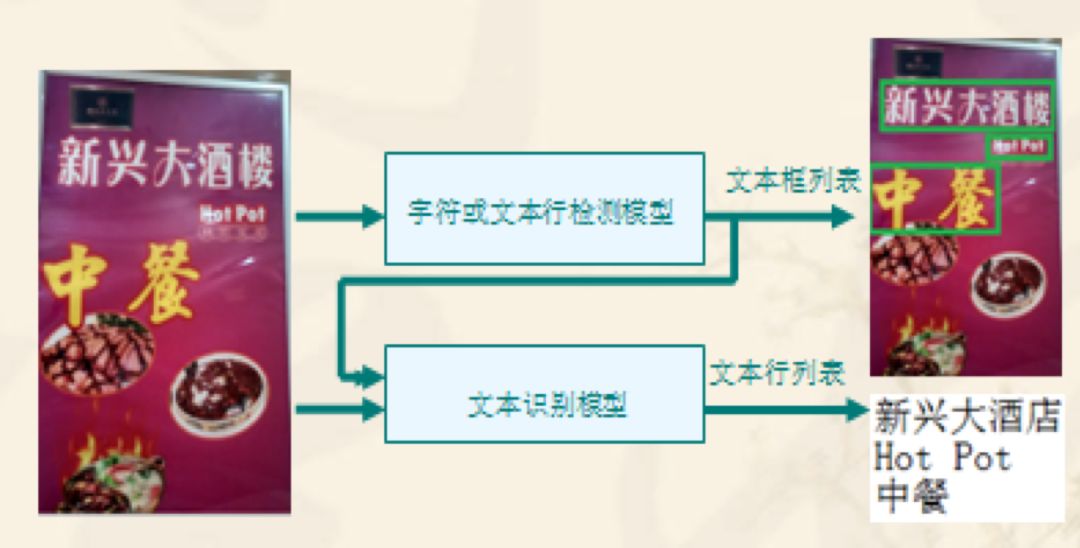 新兴大酒楼
Hot Pot
中餐
字符或文本行检测模型
文本框列表
新兴大酒楼
Hot Pot
中餐
文本识别模型
文本行列表
新兴大酒店
Hot Pot
中餐